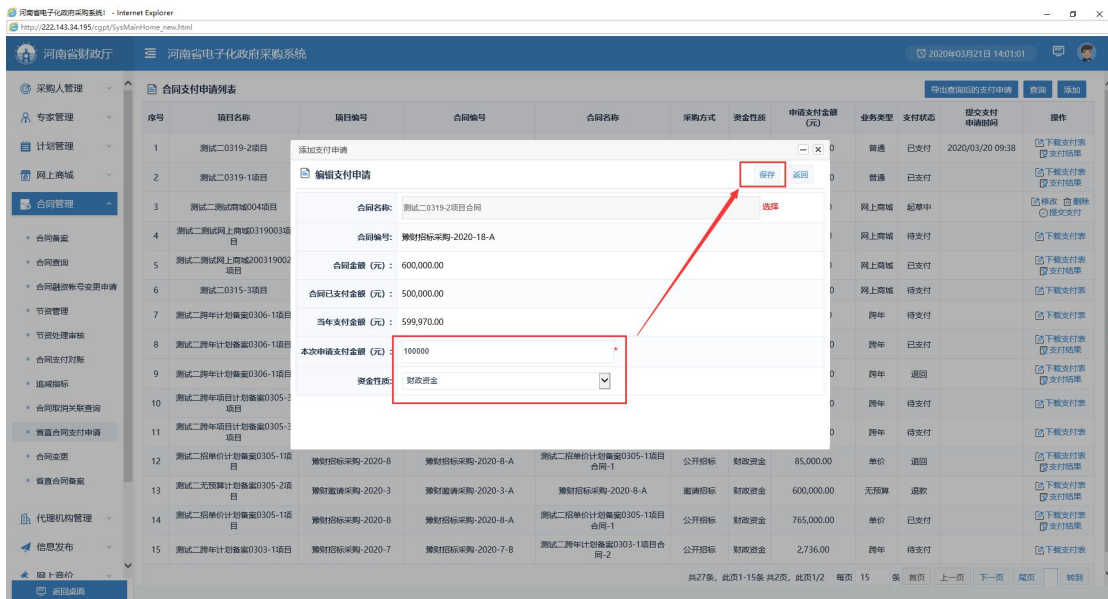 河南省电子化政府采购系统! - Internet Explorer
http://222.143.34.195/cgpt/SysMainHome_new.html
河南省财政厅
河南省电子化政府采购系统
2020年03月21日 14:01:01
采购人管理
专家管理
计划管理
网上商城
合同管理
合同备案
合同查询
合同融资帐号变更申请
节资管理
节资处理审核
合同支付对账
追减指标
合同取消关联查询
省直合同支付申请
合同变更
省直合同备案
代理机构管理
信息发布
网上竞价
返回桌面
合同支付申请列表
导出查询后的支付申请 查询 添加
序号 项目名称 项目编号 合同编号 合同名称 采购方式 资金性质 申请支付金额(元) 业务类型 支付状态 提交支付申请时间 操作
1 测试二0319-2项目 0 普通 已支付 2020/03/20 09:38 下载支付表 支付结果
2 测试二0319-1项目 0 普通 已支付 下载支付表 支付结果
3 测试二测试商城004项目 网上商城 起草中 修改 删除 提交支付
4 测试二测试网上商城0319003项目 网上商城 待支付 下载支付表
5 测试二测试网上商城200319002项目 网上商城 已支付 下载支付表 支付结果
6 测试二0315-3项目 0 网上商城 待支付 下载支付表
7 测试二跨年计划备案0306-1项目 跨年 待支付 下载支付表
8 测试二跨年计划备案0306-1项目 0 跨年 已支付 下载支付表 支付结果
9 测试二跨年计划备案0306-1项目 跨年 退回 下载支付表 支付结果
10 测试二跨年项目计划备案0305-3项目 0 跨年 待支付 下载支付表
11 测试二跨年项目计划备案0305-3项目 0 跨年 待支付 下载支付表
12 测试二招单价计划备案0305-1项目 豫财招标采购-2020-8 豫财招标采购-2020-8-A 测试二招单价计划备案0305-1项目合同-1 公开招标 财政资金 85,000.00 单价 退回 下载支付表 支付结果
13 测试二无预算计划备案0305-2项目 豫财邀请采购-2020-3 豫财邀请采购-2020-3-A 豫财招标采购-2020-8-A 邀请招标 财政资金 600,000.00 无预算 退款 下载支付表 支付结果
14 测试二招单价计划备案0305-1项目 豫财招标采购-2020-8 豫财招标采购-2020-8-A 测试二招单价计划备案0305-1项目合同-1 公开招标 财政资金 765,000.00 单价 已支付 下载支付表 支付结果
15 测试二跨年计划备案0303-1项目 豫财招标采购-2020-7 豫财招标采购-2020-7-B 测试二跨年计划备案0303-1项目合同-2 公开招标 财政资金 2,736.00 跨年 待支付 下载支付表
共27条, 此页1-15条 共2页, 此页1/2 每页 15 条 首页 上一页 下一页 尾页 转到
添加支付申请
编辑支付申请 保存 返回
合同名称: 测试二0319-2项目合同 选择
合同编号: 豫财招标采购-2020-18-A
合同金额(元): 600,000.00
合同已支付金额(元): 500,000.00
当年支付金额(元): 599,970.00
本次申请支付金额(元): 100000 *
资金性质: 财政资金